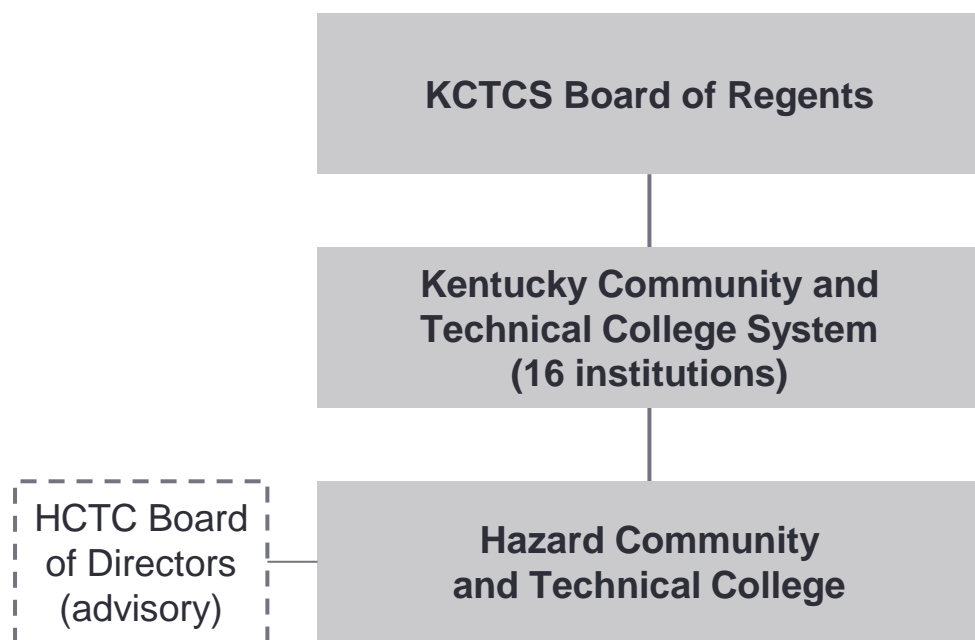 KCTCS Board of Regents
Kentucky Community and
Technical College System
(16 institutions)
HCTC Board
of Directors
(advisory)
Hazard Community
and Technical College